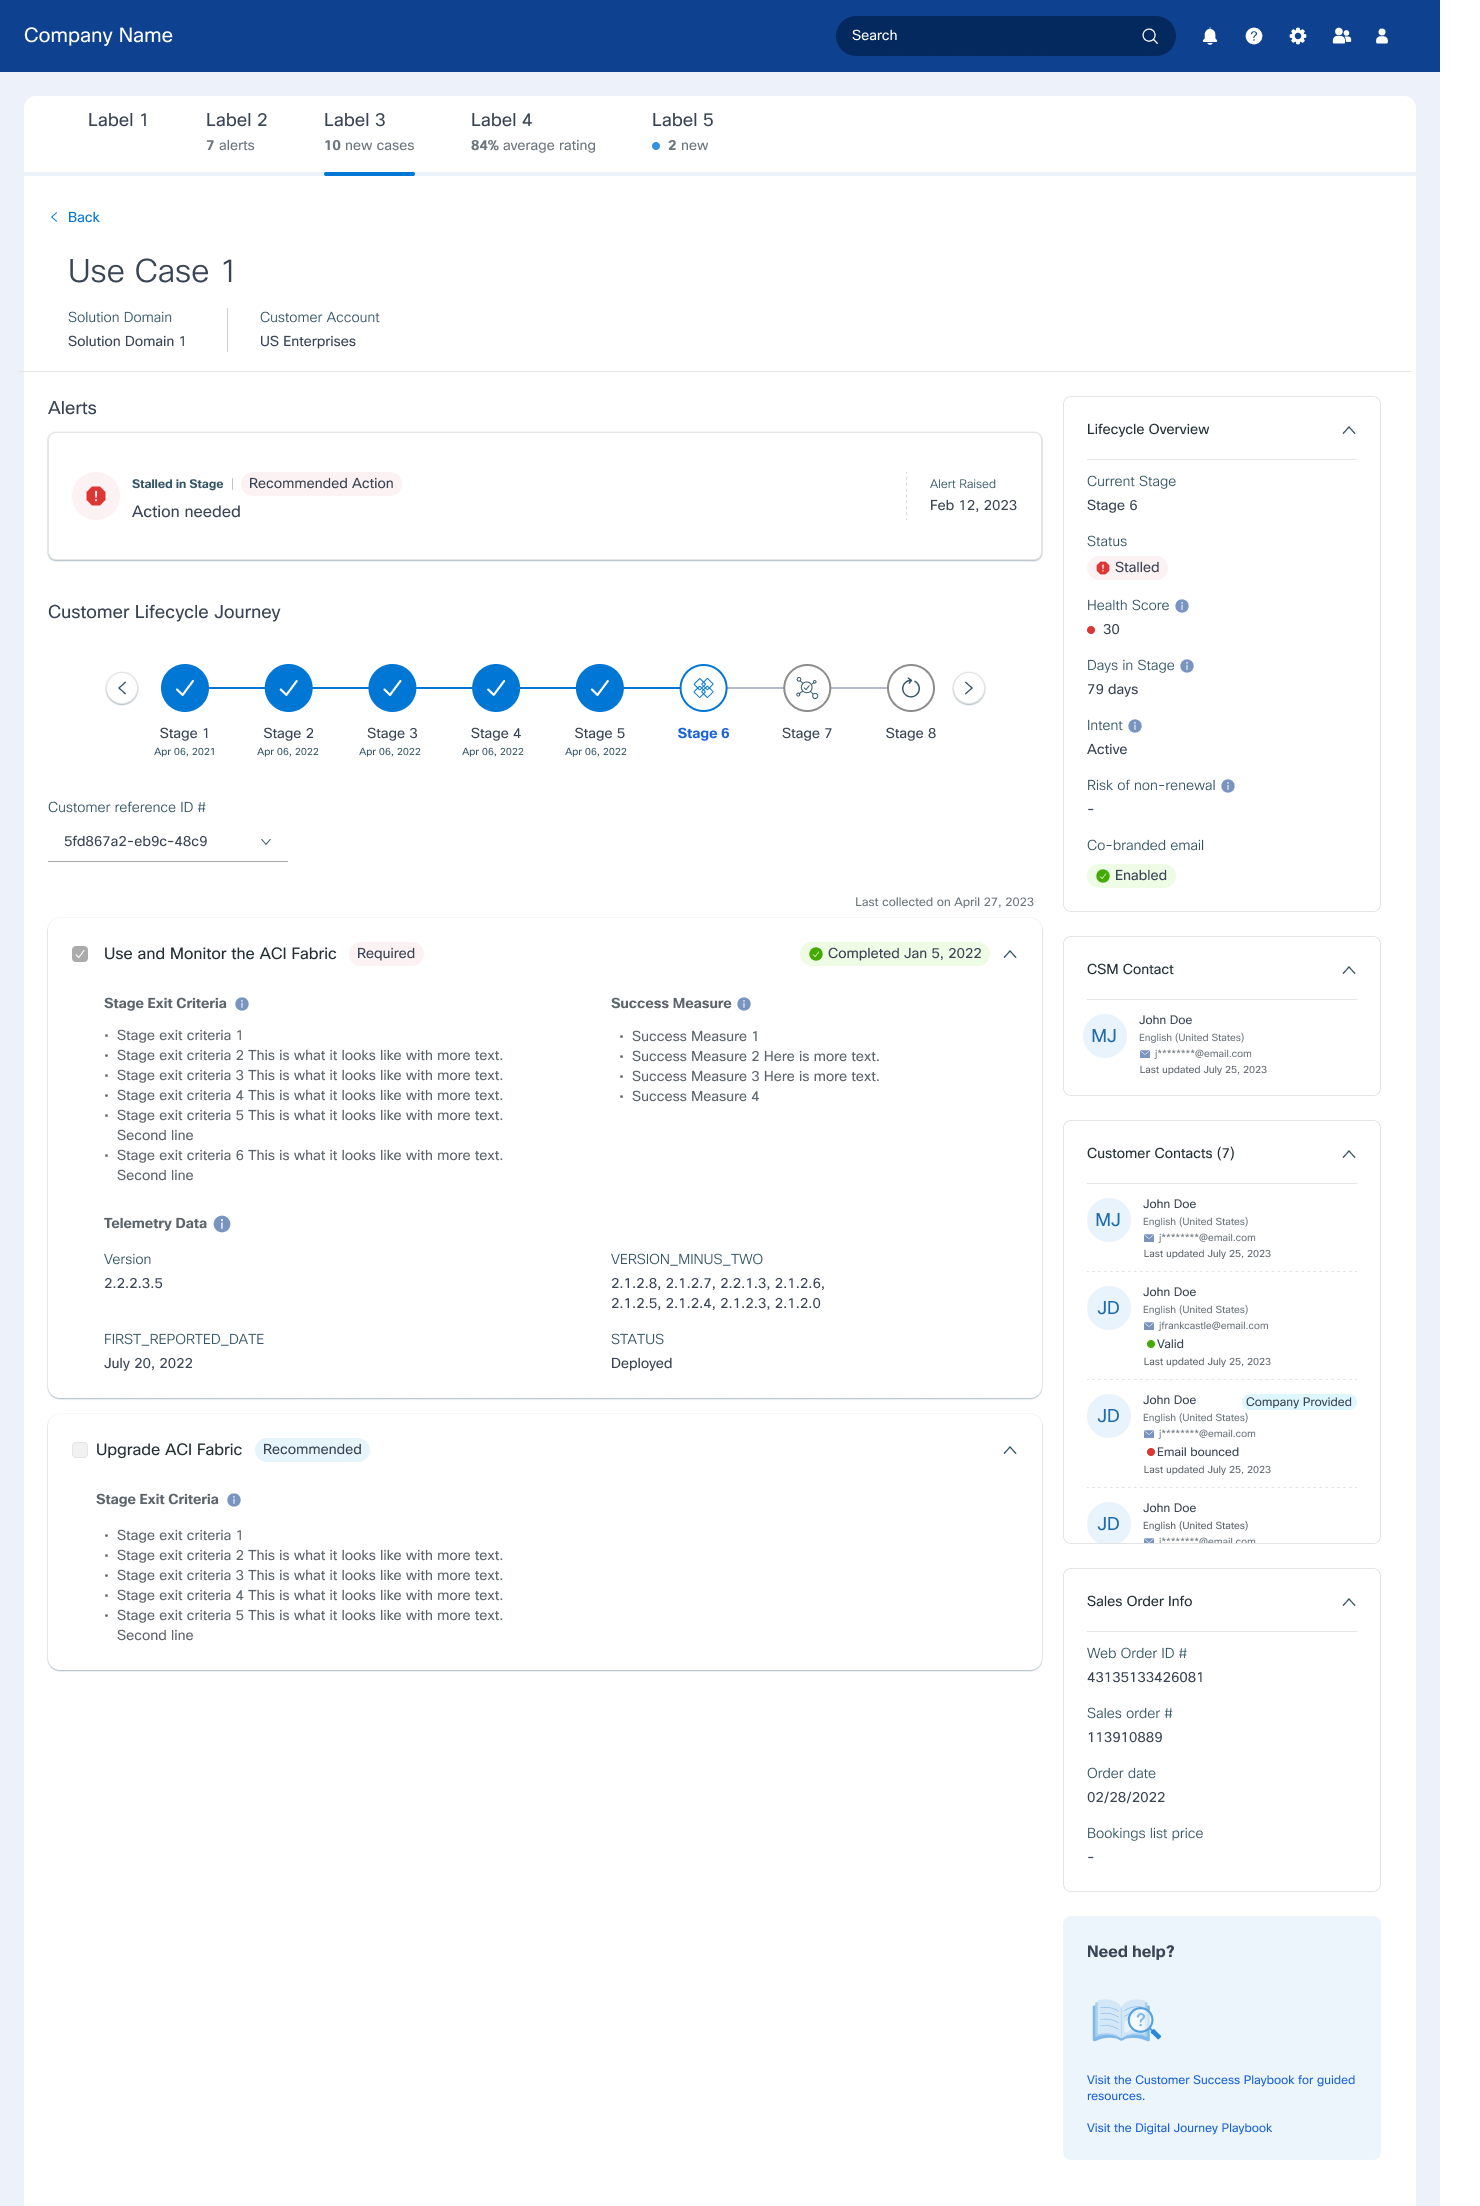 Company Name
Search
Label 1
Label 2
7 alerts
Label 3
10 new cases
Label 4
84% average rating
Label 5
2 new
Back
Use Case 1
Solution Domain
Solution Domain 1
Customer Account
US Enterprises
Alerts
Stalled in Stage
Recommended Action
Action needed
Alert Raised
Feb 12, 2023
Customer Lifecycle Journey
Stage 1
Apr 06, 2021
Stage 2
Apr 06, 2022
Stage 3
Apr 06, 2022
Stage 4
Apr 06, 2022
Stage 5
Apr 06, 2022
Stage 6
Stage 7
Stage 8
Customer reference ID #
5fd867a2-eb9c-48c9
Last collected on April 27, 2023
Use and Monitor the ACI Fabric
Required
Completed Jan 5, 2022
Stage Exit Criteria
• Stage exit criteria 1
• Stage exit criteria 2 This is what it looks like with more text.
• Stage exit criteria 3 This is what it looks like with more text.
• Stage exit criteria 4 This is what it looks like with more text.
• Stage exit criteria 5 This is what it looks like with more text.
Second line
• Stage exit criteria 6 This is what it looks like with more text.
Second line
Success Measure
• Success Measure 1
• Success Measure 2 Here is more text.
• Success Measure 3 Here is more text.
• Success Measure 4
Telemetry Data
Version
2.2.2.3.5
VERSION_MINUS_TWO
2.1.2.8, 2.1.2.7, 2.2.1.3, 2.1.2.6,
2.1.2.5, 2.1.2.4, 2.1.2.3, 2.1.2.0
FIRST_REPORTED_DATE
July 20, 2022
STATUS
Deployed
Upgrade ACI Fabric
Recommended
Stage Exit Criteria
• Stage exit criteria 1
• Stage exit criteria 2 This is what it looks like with more text.
• Stage exit criteria 3 This is what it looks like with more text.
• Stage exit criteria 4 This is what it looks like with more text.
• Stage exit criteria 5 This is what it looks like with more text.
Second line
Lifecycle Overview
Current Stage
Stage 6
Status
Stalled
Health Score
30
Days in Stage
79 days
Intent
Active
Risk of non-renewal
-
Co-branded email
Enabled
CSM Contact
MJ
John Doe
English (United States)
j********@email.com
Last updated July 25, 2023
Customer Contacts (7)
MJ
John Doe
English (United States)
j********@email.com
Last updated July 25, 2023
JD
John Doe
English (United States)
jfrankcastle@email.com
Valid
Last updated July 25, 2023
JD
John Doe
Company Provided
English (United States)
j********@email.com
Email bounced
Last updated July 25, 2023
JD
John Doe
English (United States)
j********@email.com
Sales Order Info
Web Order ID #
43135133426081
Sales order #
113910889
Order date
02/28/2022
Bookings list price
-
Need help?
Visit the Customer Success Playbook for guided
resources.
Visit the Digital Journey Playbook